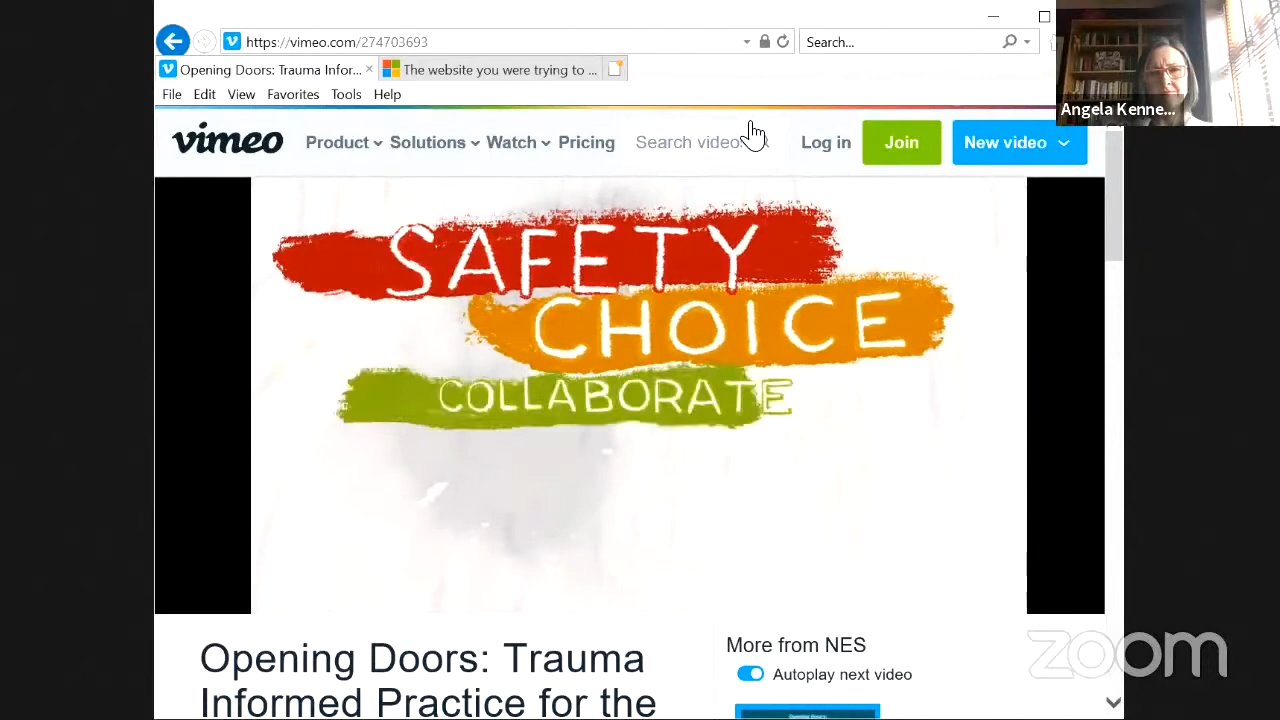 https://vimeo.com/274703693
Search...
Opening Doors: Trauma Infor...
The website you were trying to ...
File Edit View Favorites Tools Help
Angela Kenne...
vimeo Product Solutions Watch Pricing Search video Log in Join New video
SAFETY
CHOICE
COLLABORATE
Opening Doors: Trauma
Informed Practice for the
More from NES
Autoplay next video
zoom